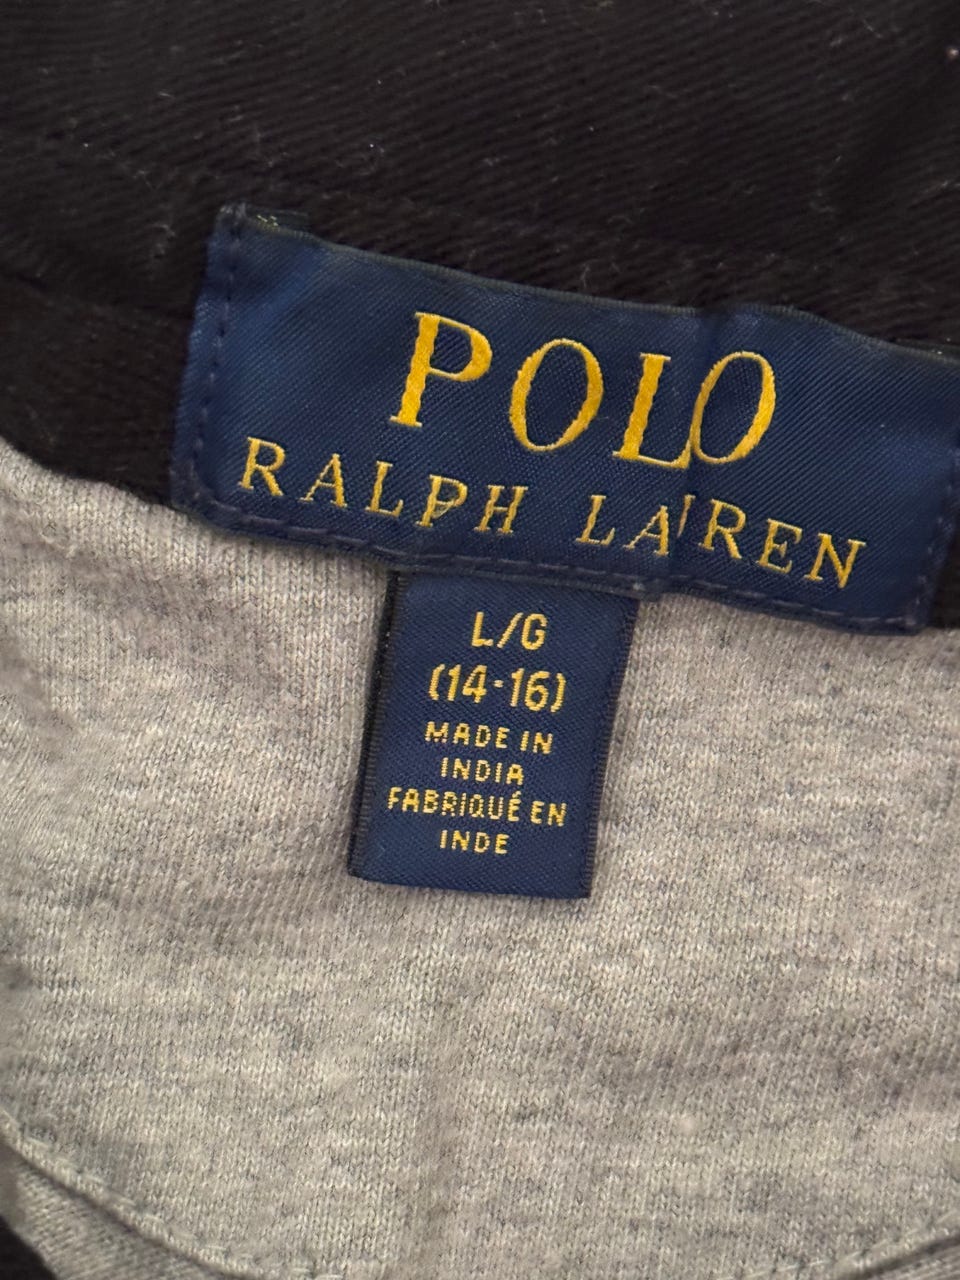 POLO
RALPH LAUREN
L/G
(14-16)
MADE IN
INDIA
FABRIQUÉ EN
INDE